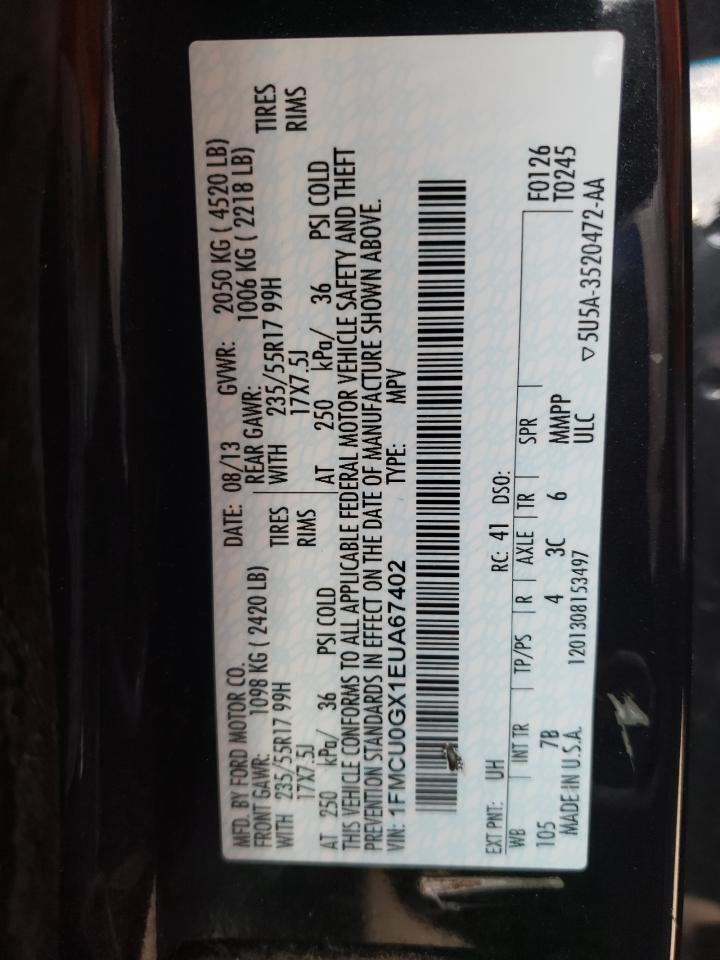 MFD. BY FORD MOTOR CO. DATE: 08/13 GVWR: 2050 KG ( 4520 LB)
FRONT GAWR: 1098 KG ( 2420 LB) REAR GAWR: 1006 KG ( 2218 LB)
WITH 235/55R17 99H TIRES WITH 235/55R17 99H TIRES
17X7.5J RIMS 17X7.5J RIMS
AT 250 kPa/ 36 PSI COLD AT 250 kPa/ 36 PSI COLD
THIS VEHICLE CONFORMS TO ALL APPLICABLE FEDERAL MOTOR VEHICLE SAFETY AND THEFT
PREVENTION STANDARDS IN EFFECT ON THE DATE OF MANUFACTURE SHOWN ABOVE.
VIN: 1FMCU0GX1EUA67402 TYPE: MPV
EXT PNT: UH RC: 41 DSO: F0126
WB INT TR TP/PS R AXLE TR SPR T0245
105 7B 4 3C 6 MMPP
MADE IN U.S.A. 1201308153497 ULC ▽5U5A-3520472-AA